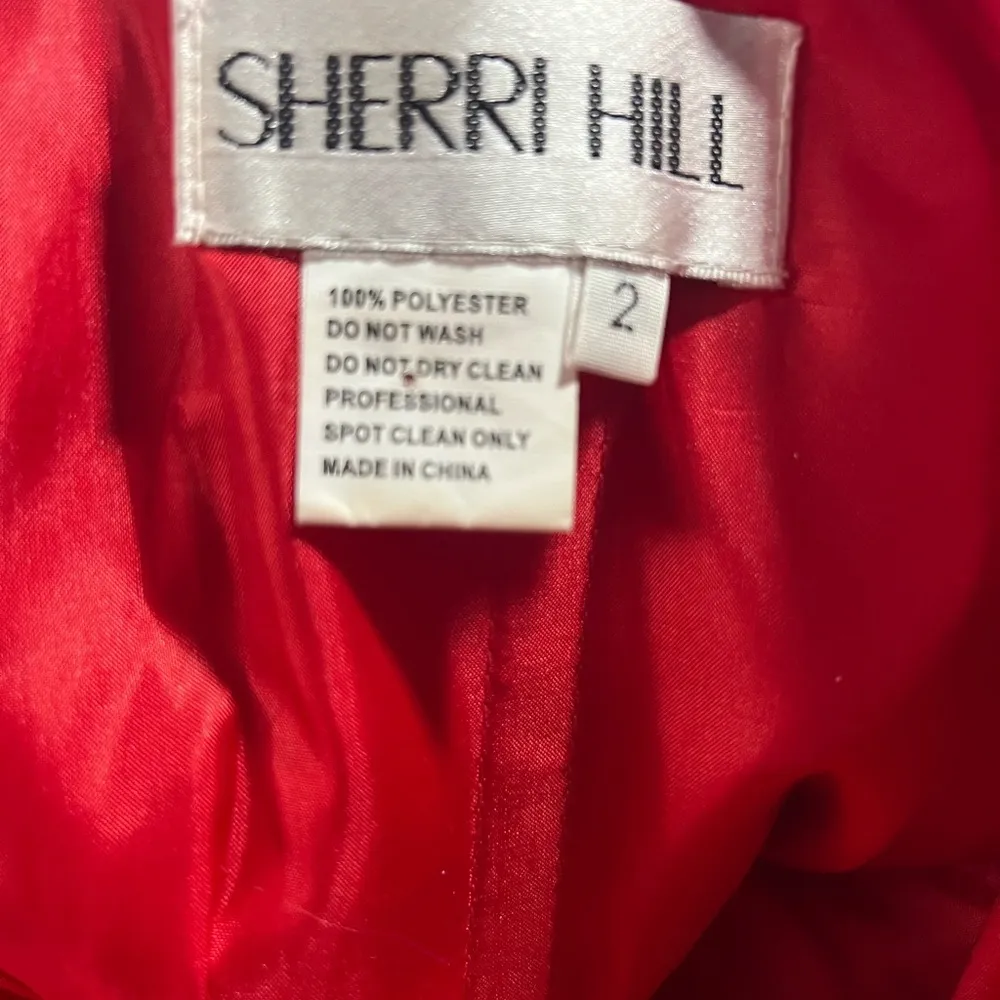 SHERRI HILL
2
100% POLYESTER
DO NOT WASH
DO NOT DRY CLEAN
PROFESSIONAL
SPOT CLEAN ONLY
MADE IN CHINA